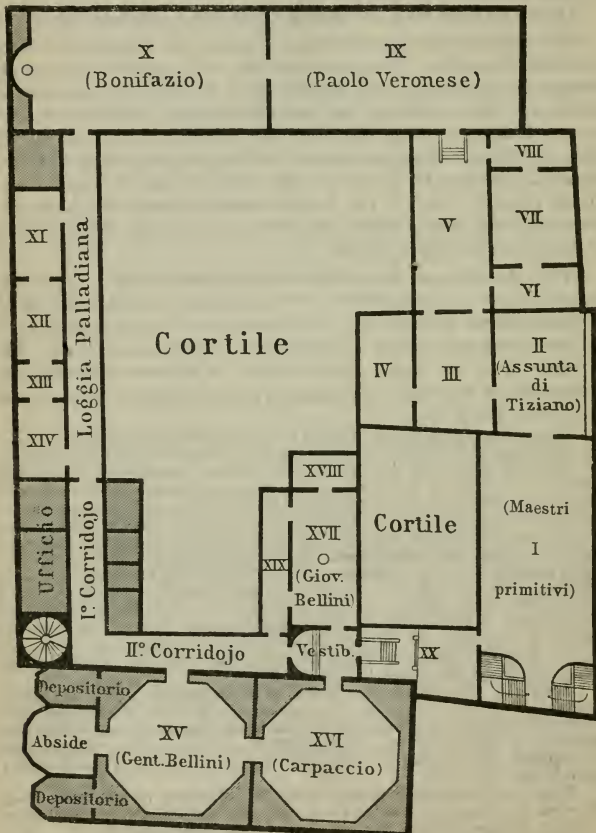 X
(Bonifazio)
IX
(Paolo Veronese)
VIII
VII
V
VI
XI
XII
XIII
XIV
Loggia Palladiana
Cortile
IV
III
II
(Assunta
di
Tiziano)
XVIII
XVII
(Giov.
Bellini)
XIX
Cortile
(Maestri
I
primitivi)
Ufficio
Iº. Corridojo
IIº. Corridojo
Vestib.
XX
Depositorio
Abside
Depositorio
XV
(Gent. Bellini)
XVI
(Carpaccio)